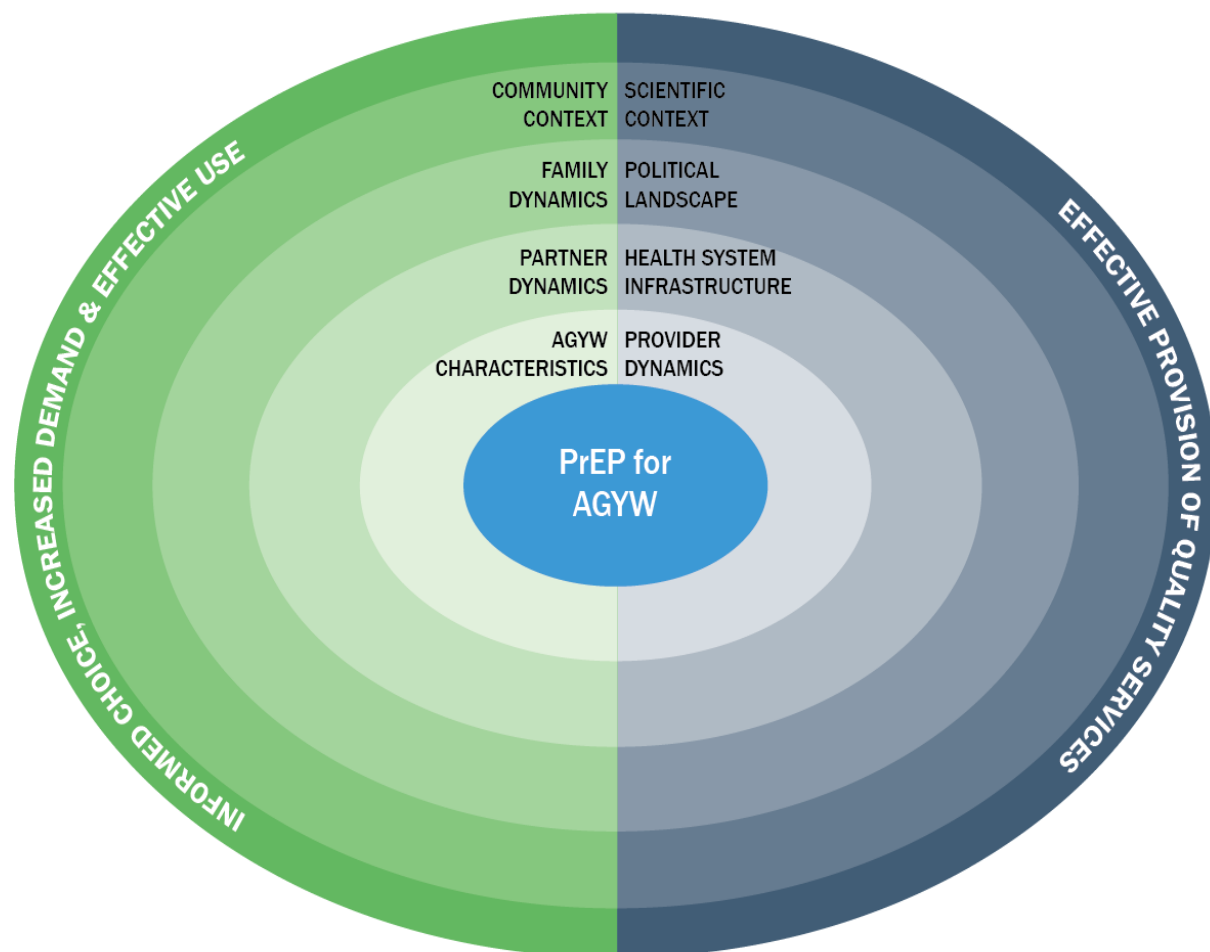 COMMUNITY
CONTEXT
SCIENTIFIC
CONTEXT
FAMILY
DYNAMICS
POLITICAL
LANDSCAPE
PARTNER
DYNAMICS
HEALTH SYSTEM
INFRASTRUCTURE
AGYW
CHARACTERISTICS
PROVIDER
DYNAMICS
PrEP for
AGYW
INFORMED CHOICE, INCREASED DEMAND & EFFECTIVE USE
EFFECTIVE PROVISION OF QUALITY SERVICES